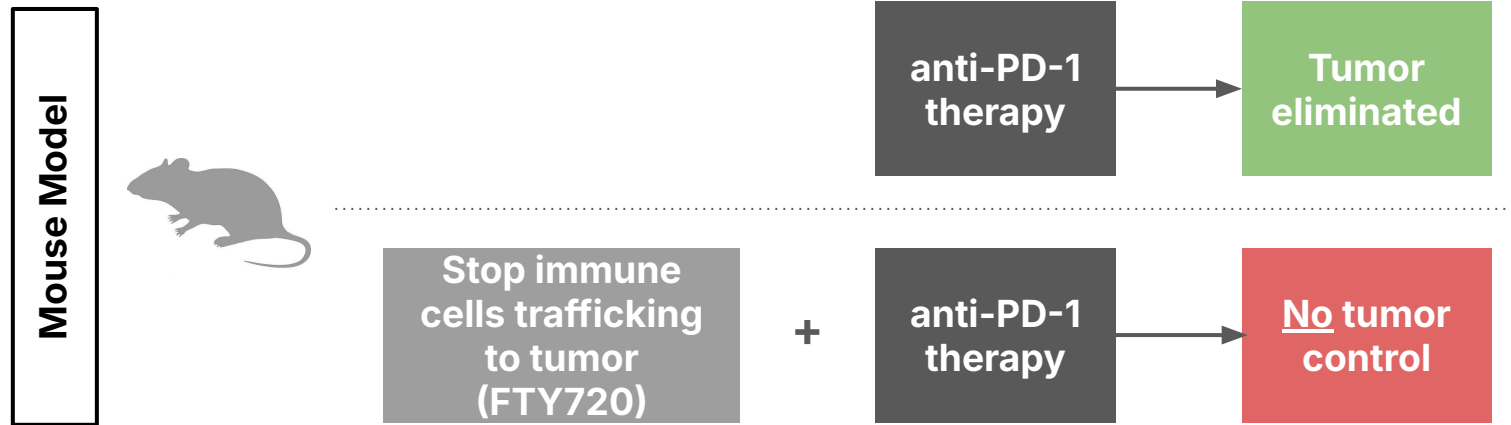 Mouse Model
anti-PD-1
therapy
Tumor
eliminated
Stop immune
cells trafficking
to tumor
(FTY720)
+
anti-PD-1
therapy
No tumor
control